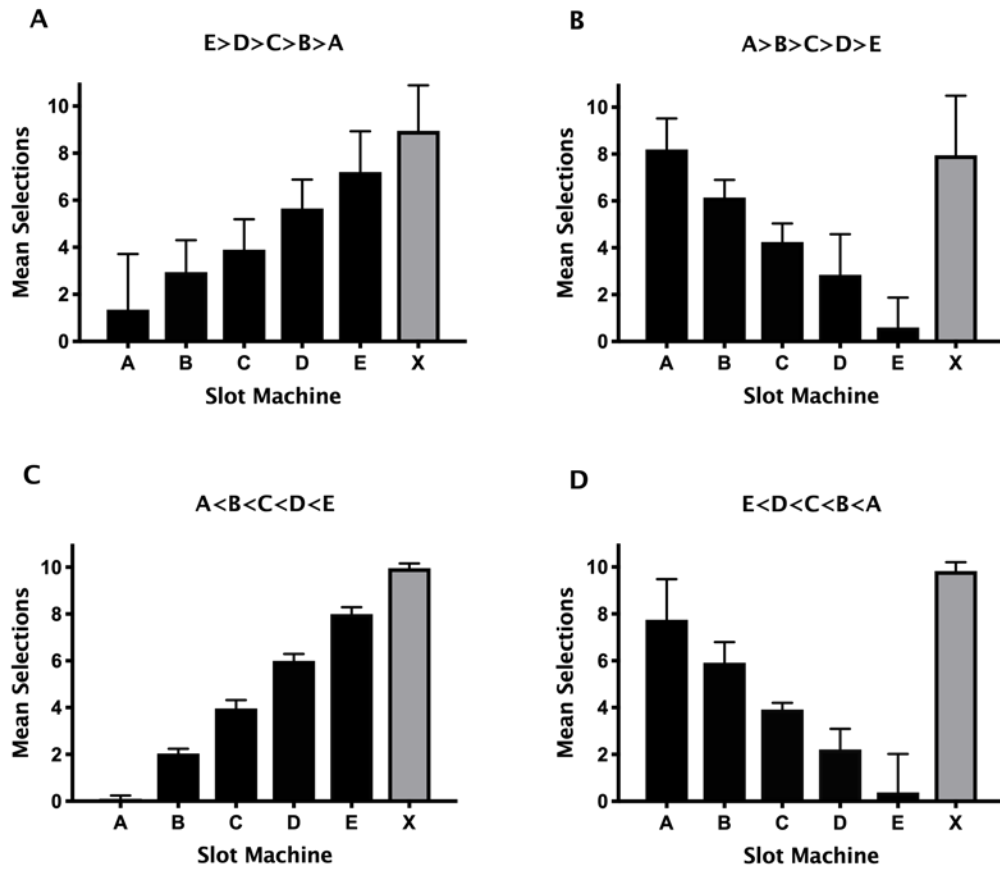 A
E>D>C>B>A
Mean Selections
10
8
6
4
2
0
A B C D E X
Slot Machine
B
A>B>C>D>E
Mean Selections
10
8
6
4
2
0
A B C D E X
Slot Machine
C
A<B<C<D<E
Mean Selections
10
8
6
4
2
0
A B C D E X
Slot Machine
D
E<D<C<B<A
Mean Selections
10
8
6
4
2
0
A B C D E X
Slot Machine